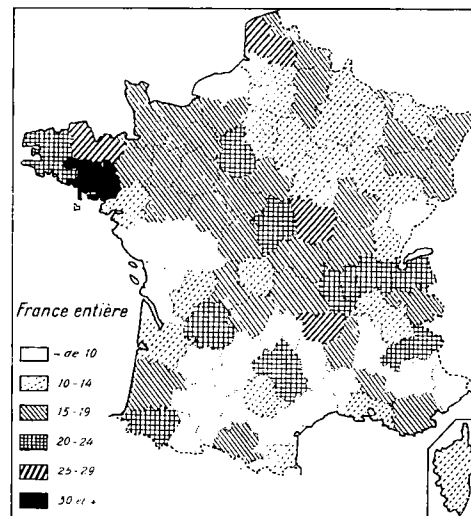 France entière
- de 10
10-14
15-19
20-24
25-29
30 et +